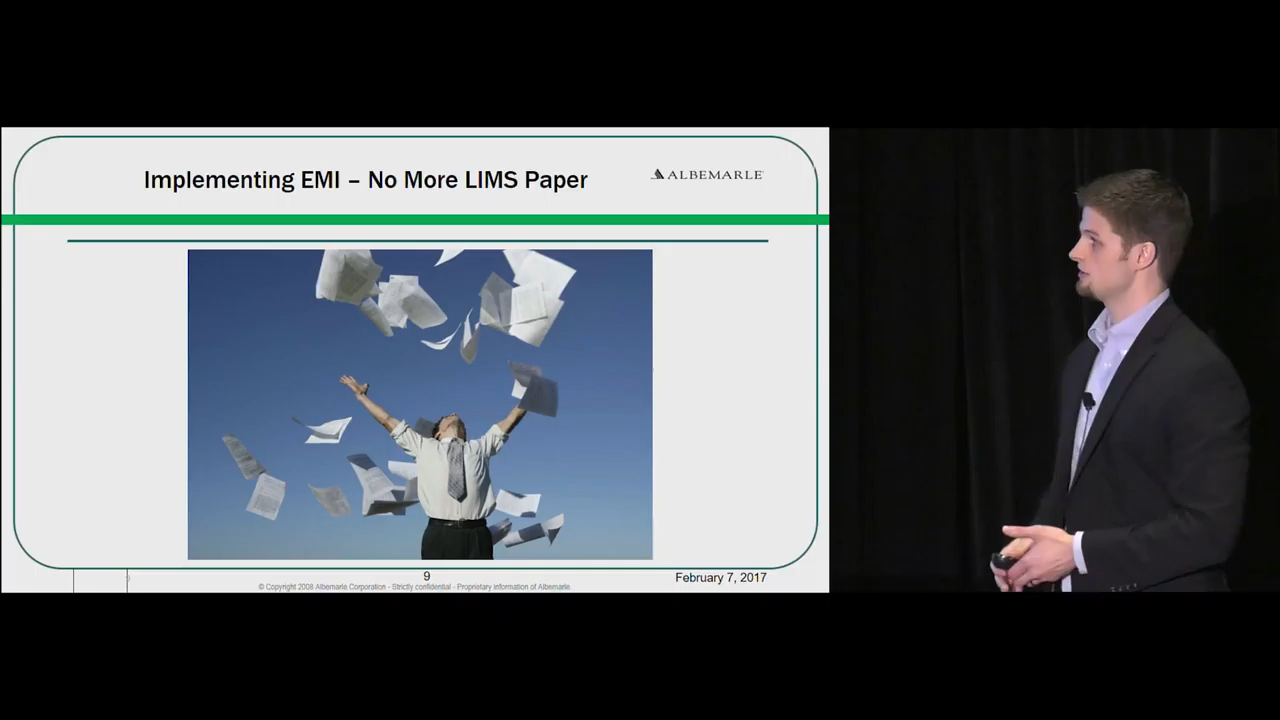 Implementing EMI – No More LIMS Paper
ALBEMARLE
9
© Copyright 2008 Albemarle Corporation - Strictly confidential - Proprietary information of Albemarle
February 7, 2017